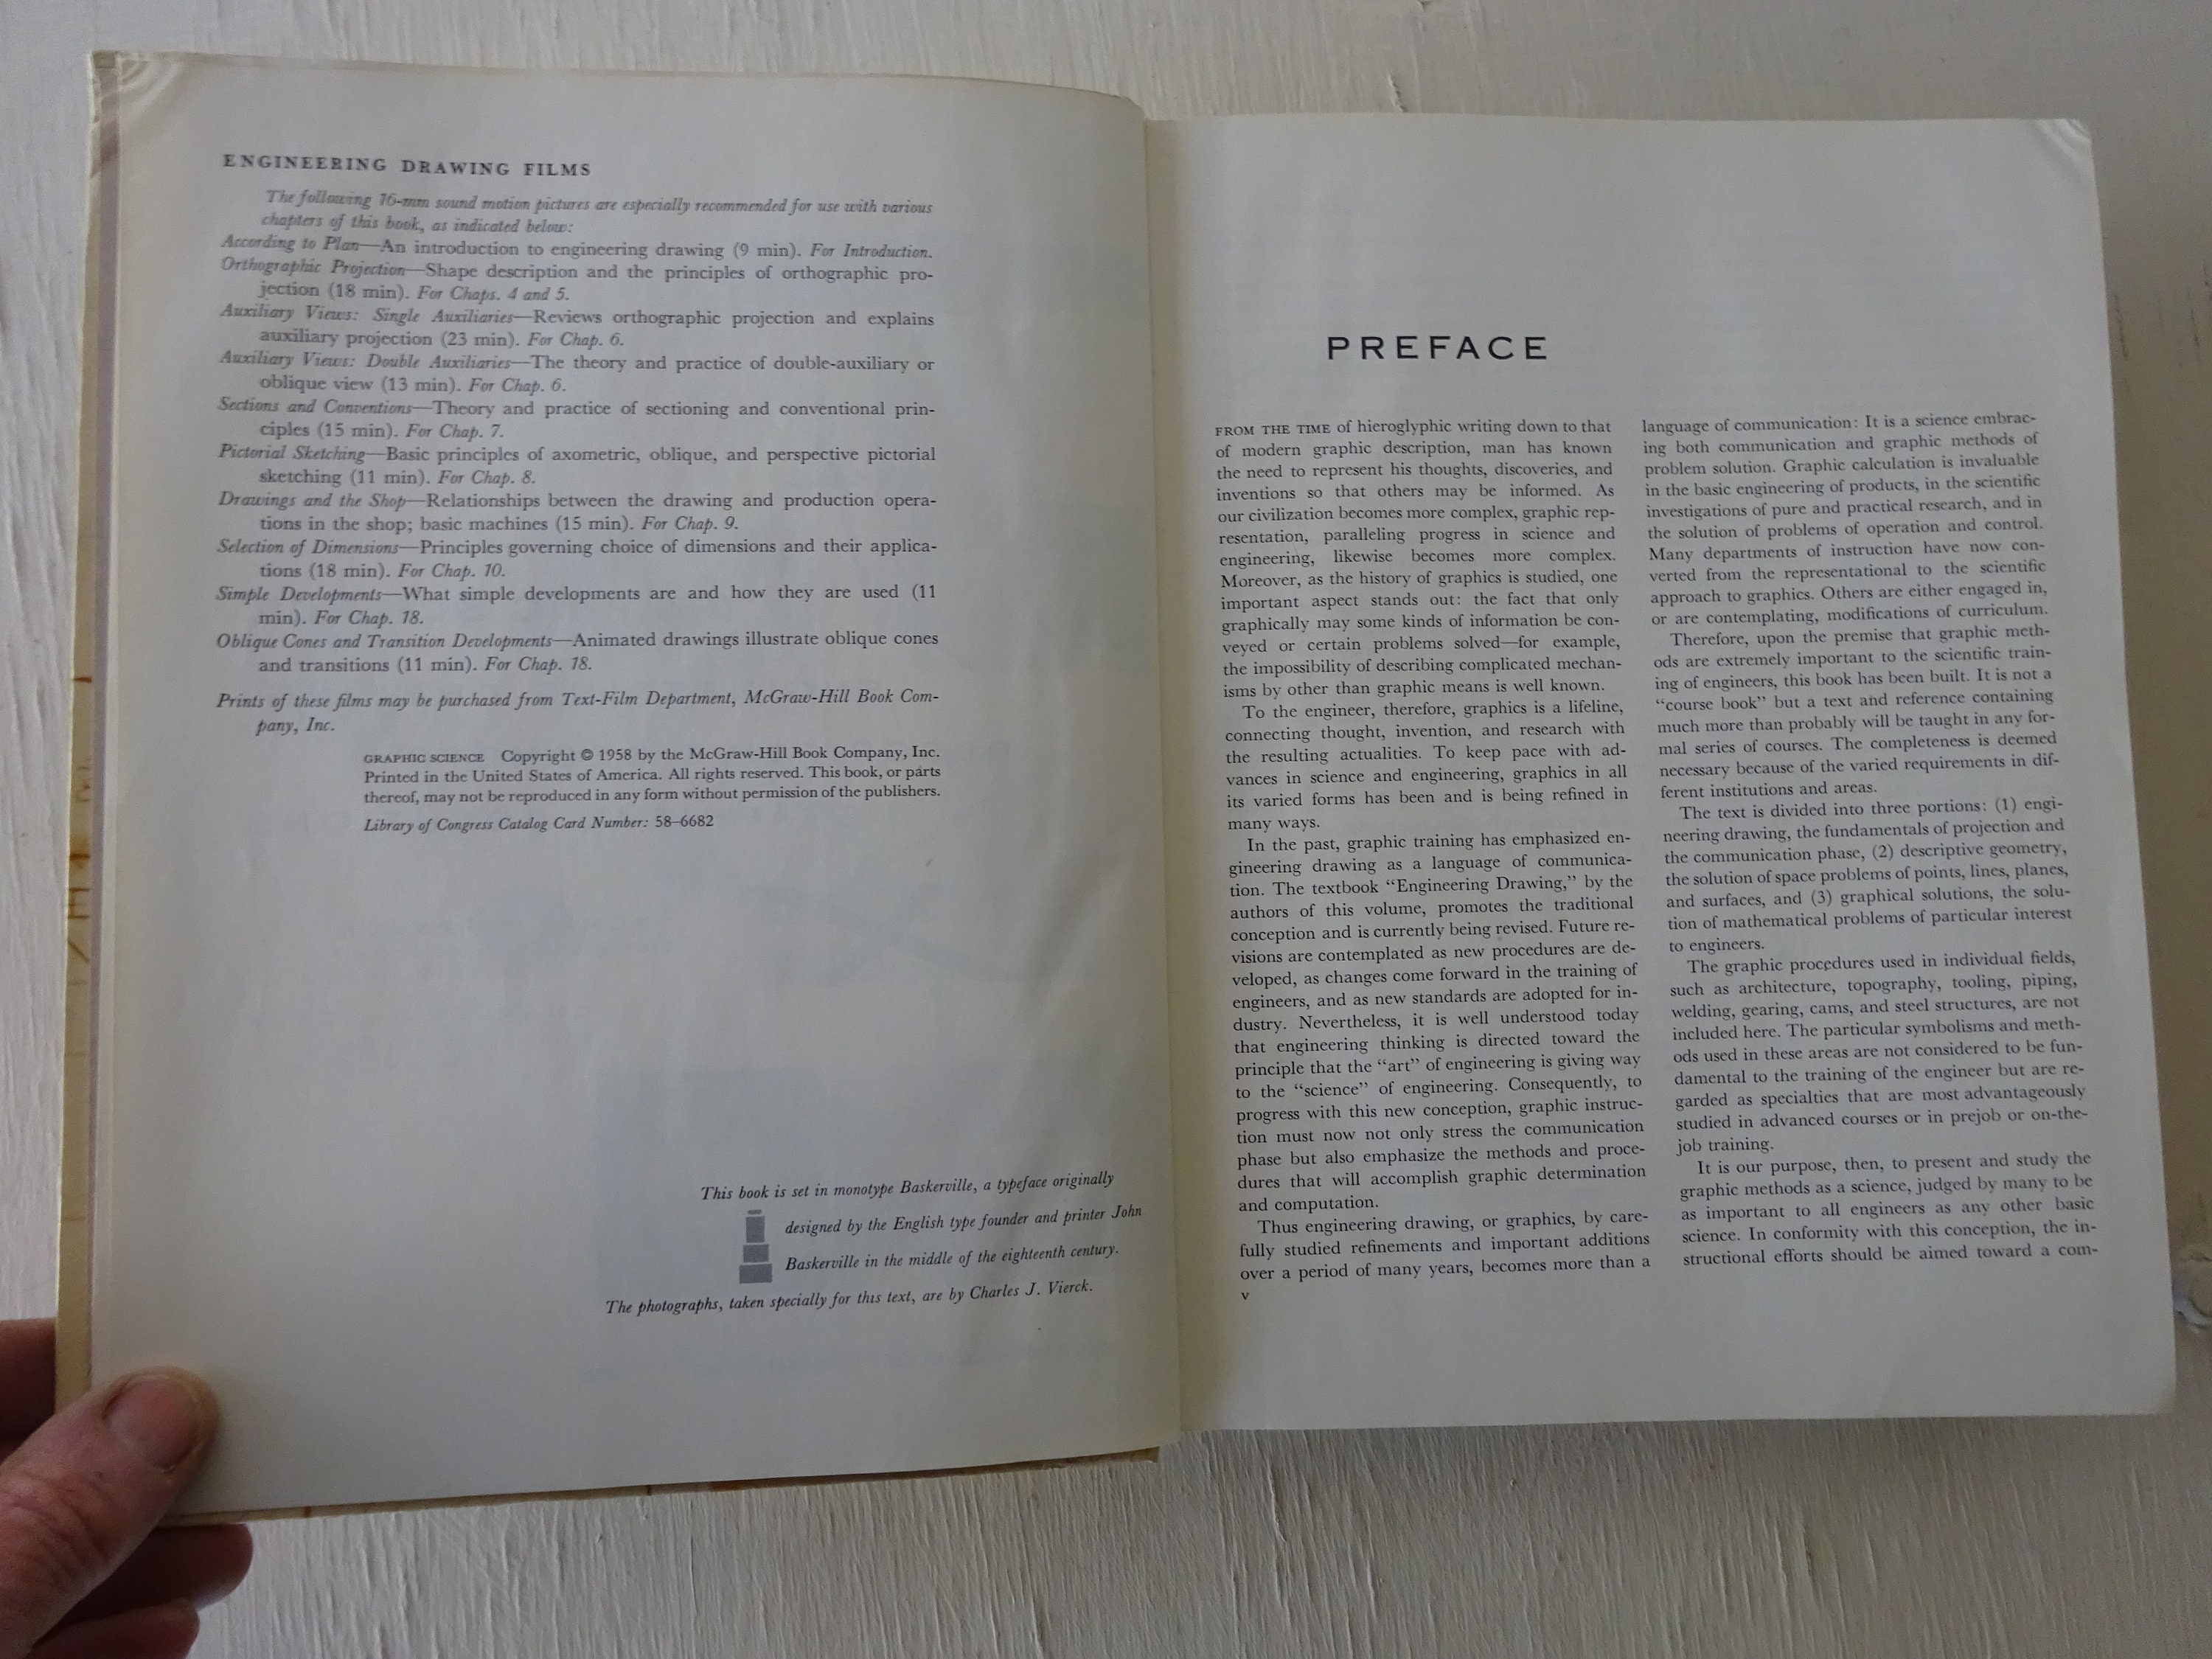 ENGINEERING DRAWING FILMS
The following 16-mm sound motion pictures are especially recommended for use with various
chapters of this book, as indicated below:
According to Plan—An introduction to engineering drawing (9 min). For Introduction.
Orthographic Projection—Shape description and the principles of orthographic pro-
jection (18 min). For Chaps. 4 and 5.
Auxiliary Views: Single Auxiliaries—Reviews orthographic projection and explains
auxiliary projection (23 min). For Chap. 6.
Auxiliary Views: Double Auxiliaries—The theory and practice of double-auxiliary or
oblique view (13 min). For Chap. 6.
Sections and Conventions—Theory and practice of sectioning and conventional prin-
ciples (15 min). For Chap. 7.
Pictorial Sketching—Basic principles of axometric, oblique, and perspective pictorial
sketching (11 min). For Chap. 8.
Drawings and the Shop—Relationships between the drawing and production opera-
tions in the shop; basic machines (15 min). For Chap. 9.
Selection of Dimensions—Principles governing choice of dimensions and their applica-
tions (18 min). For Chap. 10.
Simple Developments—What simple developments are and how they are used (11
min). For Chap. 18.
Oblique Cones and Transition Developments—Animated drawings illustrate oblique cones
and transitions (11 min). For Chap. 18.
Prints of these films may be purchased from Text-Film Department, McGraw-Hill Book Com-
pany, Inc.
GRAPHIC SCIENCE Copyright © 1958 by the McGraw-Hill Book Company, Inc.
Printed in the United States of America. All rights reserved. This book, or parts
thereof, may not be reproduced in any form without permission of the publishers.
Library of Congress Catalog Card Number: 58–6682
This book is set in monotype Baskerville, a typeface originally
designed by the English type founder and printer John
Baskerville in the middle of the eighteenth century.
The photographs, taken specially for this text, are by Charles J. Vierck.
PREFACE
FROM THE TIME of hieroglyphic writing down to that
of modern graphic description, man has known
the need to represent his thoughts, discoveries, and
inventions so that others may be informed. As
our civilization becomes more complex, graphic rep-
resentation, paralleling progress in science and
engineering, likewise becomes more complex.
Moreover, as the history of graphics is studied, one
important aspect stands out: the fact that only
graphically may some kinds of information be con-
veyed or certain problems solved—for example,
the impossibility of describing complicated mechan-
isms by other than graphic means is well known.
To the engineer, therefore, graphics is a lifeline,
connecting thought, invention, and research with
the resulting actualities. To keep pace with ad-
vances in science and engineering, graphics in all
its varied forms has been and is being refined in
many ways.
In the past, graphic training has emphasized en-
gineering drawing as a language of communica-
tion. The textbook “Engineering Drawing,” by the
authors of this volume, promotes the traditional
conception and is currently being revised. Future re-
visions are contemplated as new procedures are de-
veloped, as changes come forward in the training of
engineers, and as new standards are adopted for in-
dustry. Nevertheless, it is well understood today
that engineering thinking is directed toward the
principle that the “art” of engineering is giving way
to the “science” of engineering. Consequently, to
progress with this new conception, graphic instruc-
tion must now not only stress the communication
phase but also emphasize the methods and proce-
dures that will accomplish graphic determination
and computation.
Thus engineering drawing, or graphics, by care-
fully studied refinements and important additions
over a period of many years, becomes more than a
v
language of communication: It is a science embrac-
ing both communication and graphic methods of
problem solution. Graphic calculation is invaluable
in the basic engineering of products, in the scientific
investigations of pure and practical research, and in
the solution of problems of operation and control.
Many departments of instruction have now con-
verted from the representational to the scientific
approach to graphics. Others are either engaged in,
or are contemplating, modifications of curriculum.
Therefore, upon the premise that graphic meth-
ods are extremely important to the scientific train-
ing of engineers, this book has been built. It is not a
“course book” but a text and reference containing
much more than probably will be taught in any for-
mal series of courses. The completeness is deemed
necessary because of the varied requirements in dif-
ferent institutions and areas.
The text is divided into three portions: (1) engi-
neering drawing, the fundamentals of projection and
the communication phase, (2) descriptive geometry,
the solution of space problems of points, lines, planes,
and surfaces, and (3) graphical solutions, the solu-
tion of mathematical problems of particular interest
to engineers.
The graphic procedures used in individual fields,
such as architecture, topography, tooling, piping,
welding, gearing, cams, and steel structures, are not
included here. The particular symbolisms and meth-
ods used in these areas are not considered to be fun-
damental to the training of the engineer but are re-
garded as specialties that are most advantageously
studied in advanced courses or in prejob or on-the-
job training.
It is our purpose, then, to present and study the
graphic methods as a science, judged by many to be
as important to all engineers as any other basic
science. In conformity with this conception, the in-
structional efforts should be aimed toward a com-